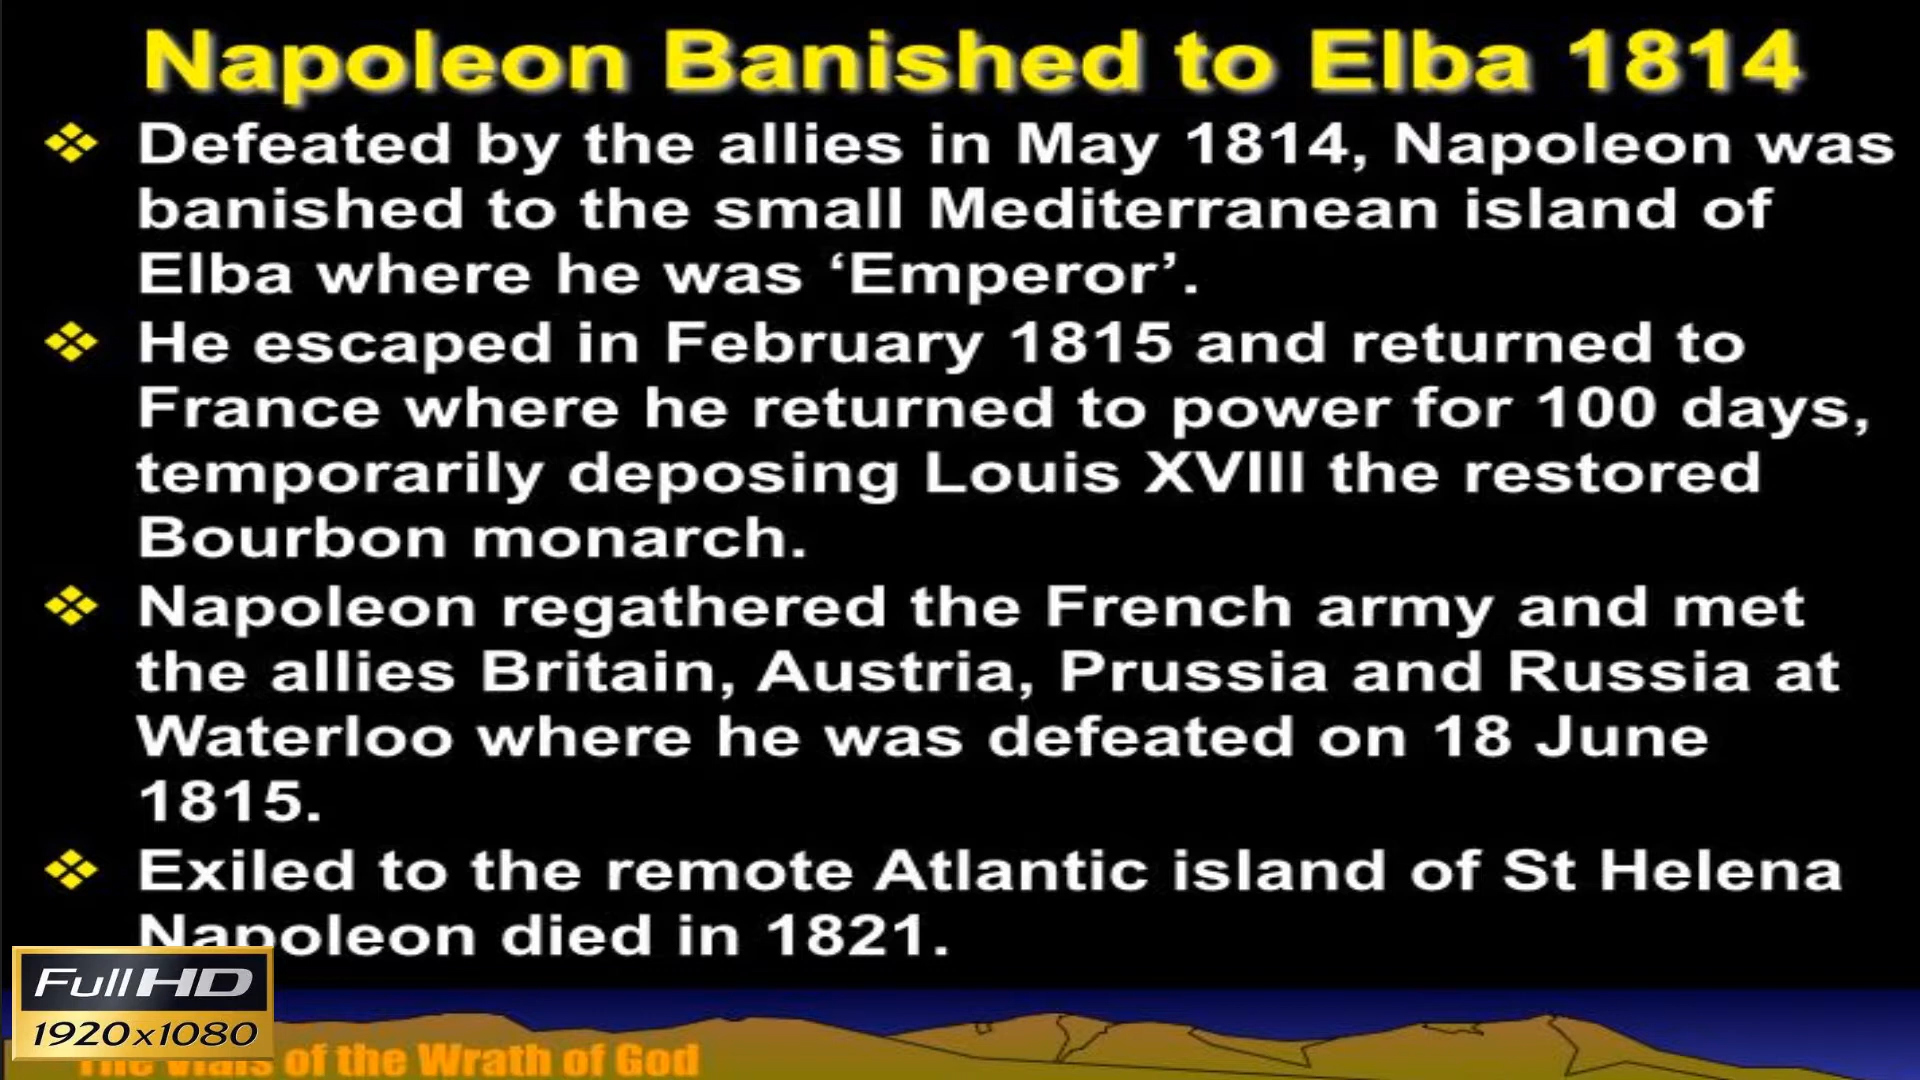 Napoleon Banished to Elba 1814
Defeated by the allies in May 1814, Napoleon was
banished to the small Mediterranean island of
Elba where he was ‘Emperor’.
He escaped in February 1815 and returned to
France where he returned to power for 100 days,
temporarily deposing Louis XVIII the restored
Bourbon monarch.
Napoleon regathered the French army and met
the allies Britain, Austria, Prussia and Russia at
Waterloo where he was defeated on 18 June
1815.
Exiled to the remote Atlantic island of St Helena
Napoleon died in 1821.
Full HD
1920x1080
The Vials of the Wrath of God